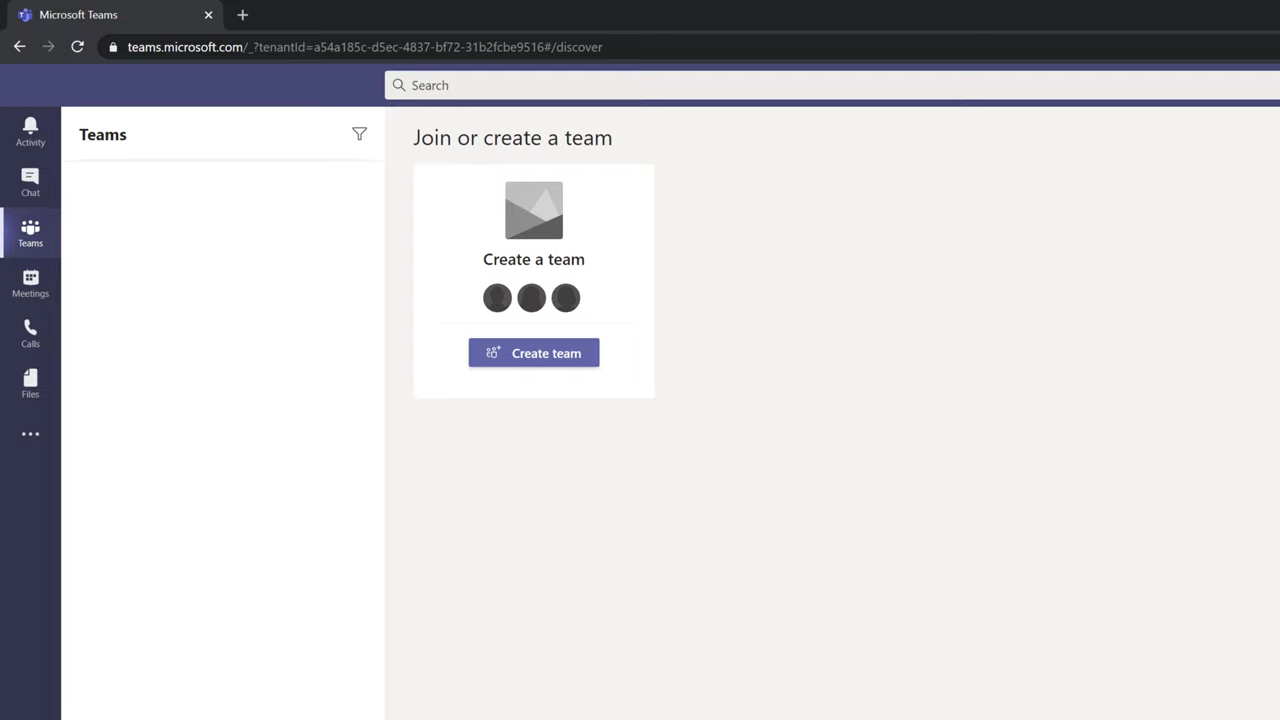 Microsoft Teams
teams.microsoft.com/_?tenantId=a54a185c-d5ec-4837-bf72-31b2fcbe9516#/discover
Search
Activity
Chat
Teams
Meetings
Calls
Files
Teams
Join or create a team
Create a team
Create team